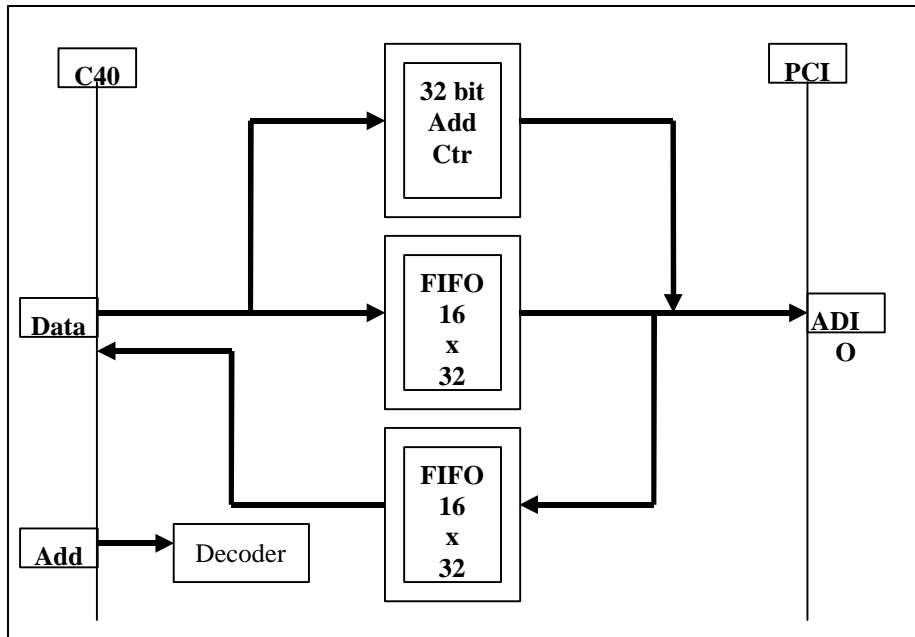 C40
PCI
32 bit
Add
Ctr
Data
FIFO
16
x
32
ADI
O
FIFO
16
x
32
Add
Decoder